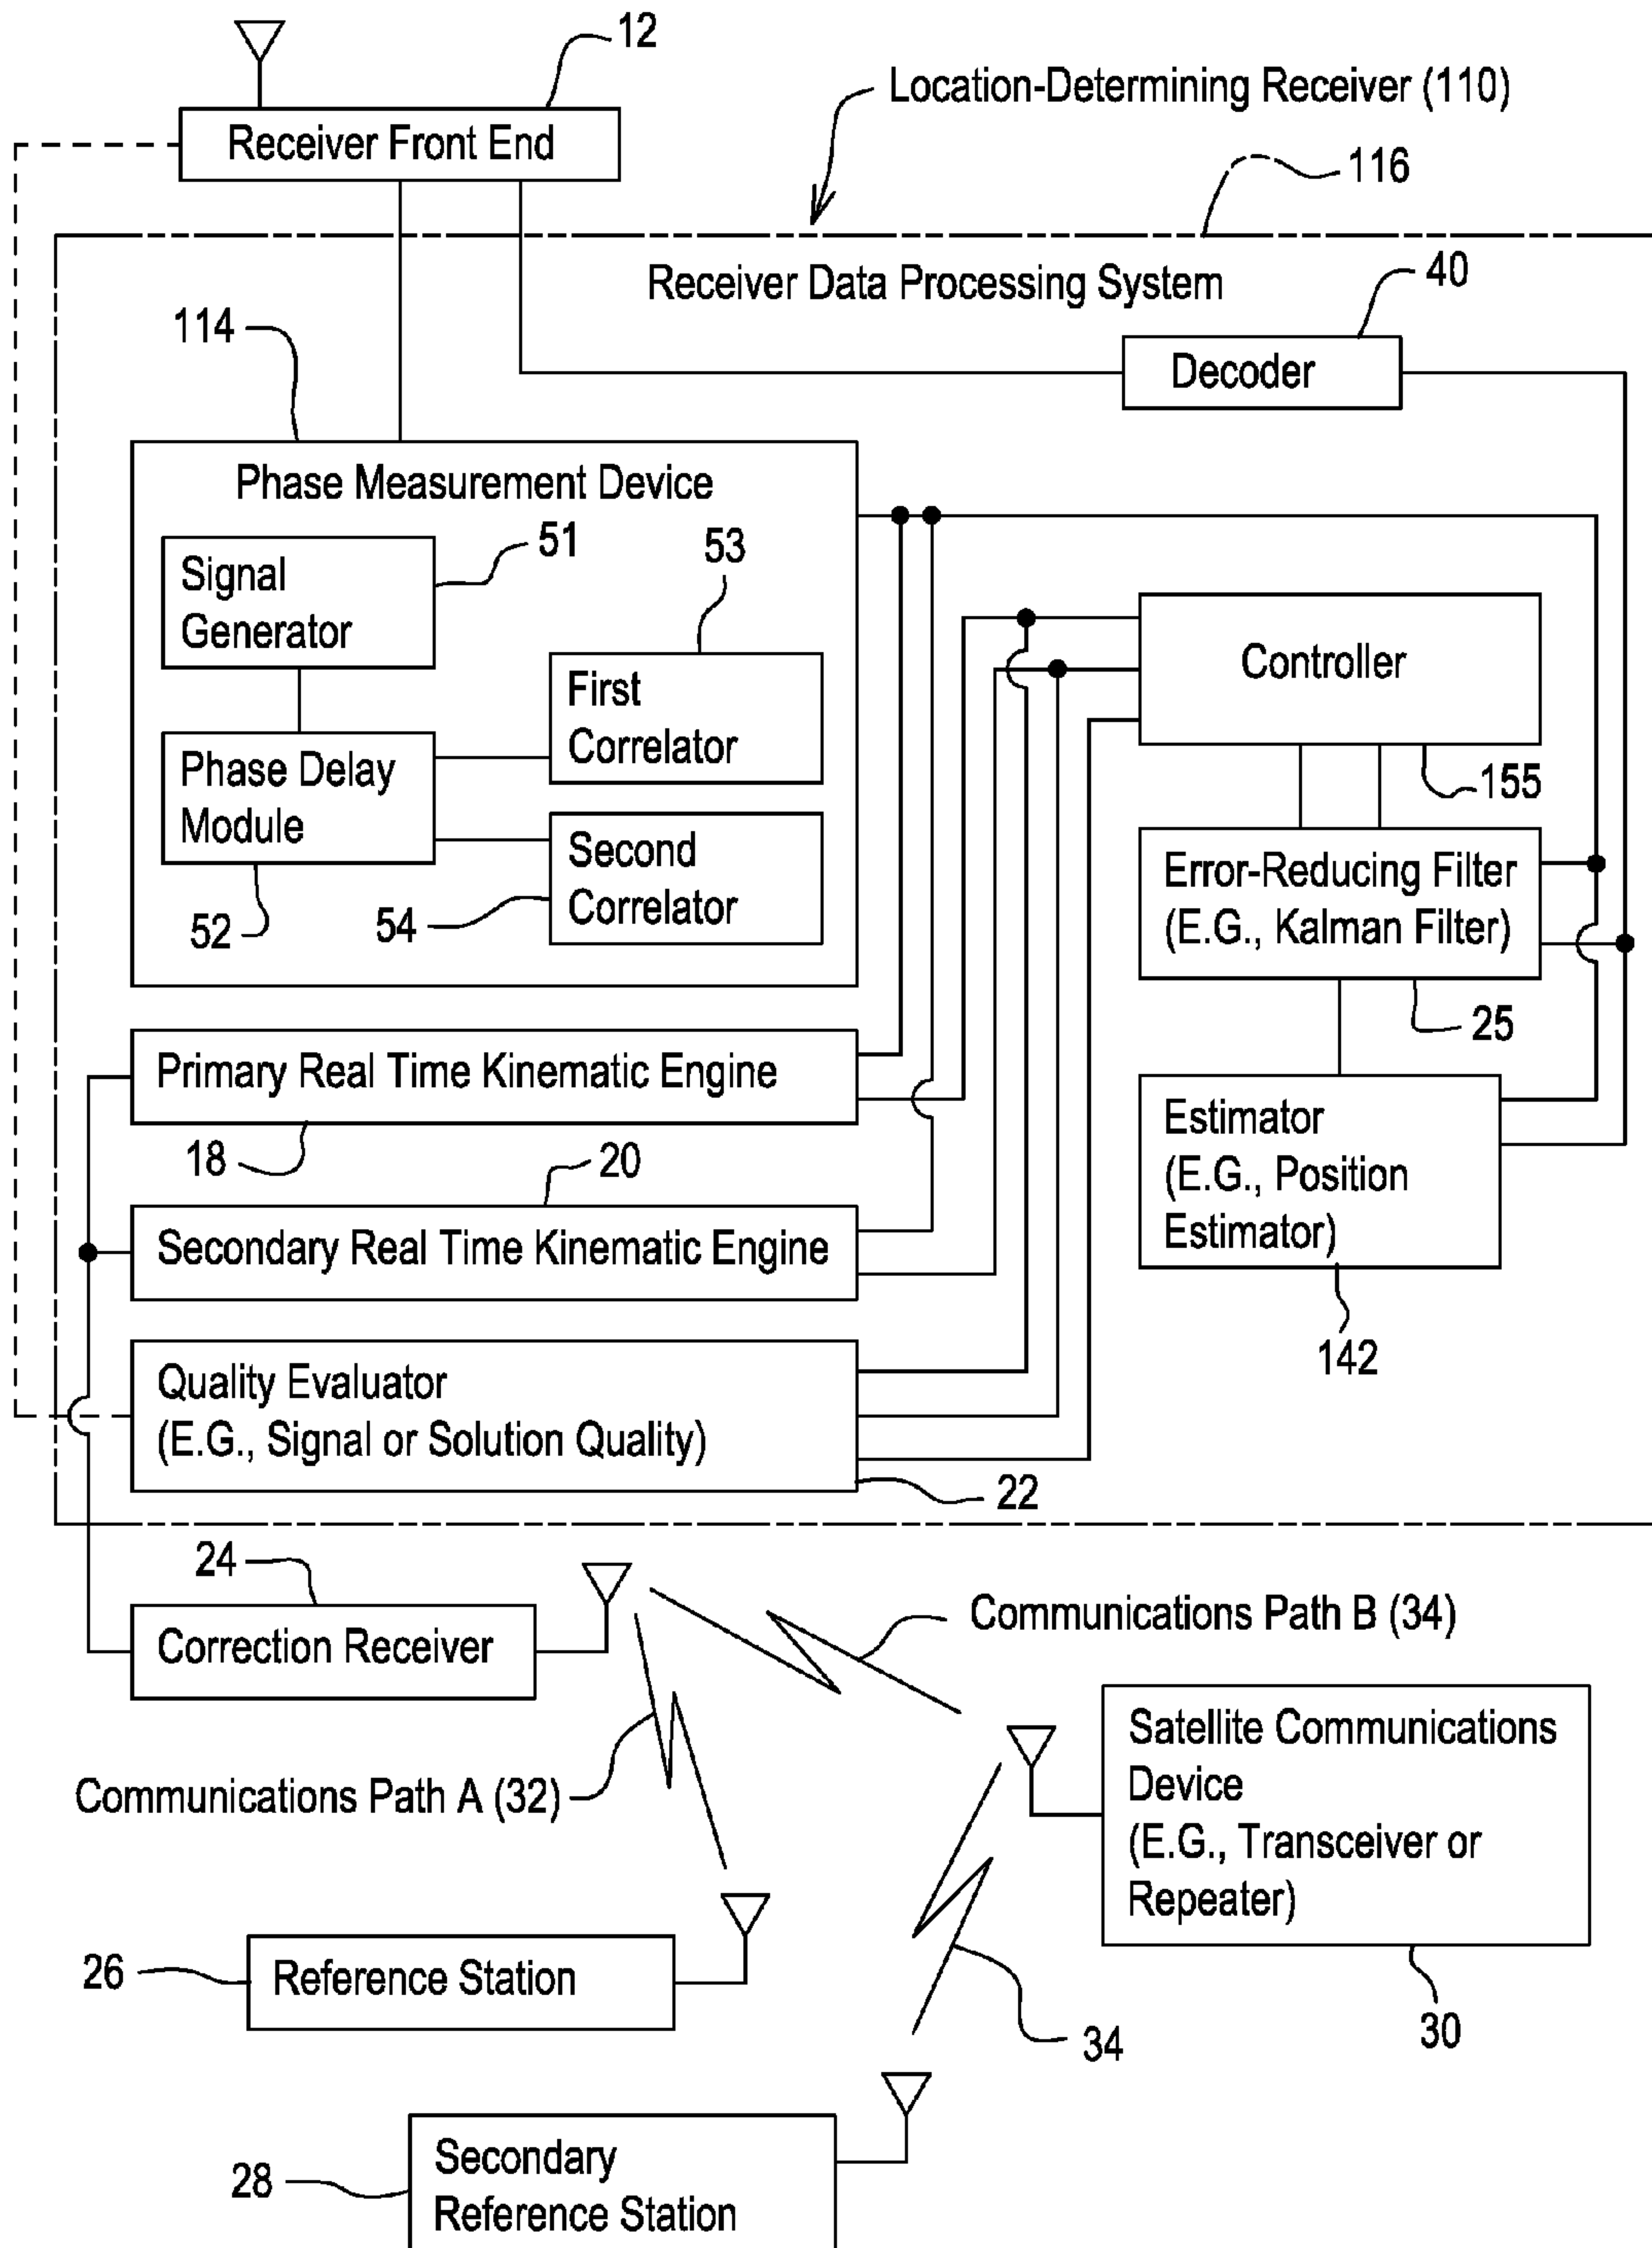 12
Location-Determining Receiver (110)
Receiver Front End
116
Receiver Data Processing System
40
114
Decoder
Phase Measurement Device
51
53
Signal
Generator
Controller
First
Correlator
Phase Delay
Module
155
Second
Correlator
52
54
Error-Reducing Filter
(E.G., Kalman Filter)
25
Primary Real Time Kinematic Engine
18
20
Estimator
(E.G., Position
Estimator)
Secondary Real Time Kinematic Engine
142
Quality Evaluator
(E.G., Signal or Solution Quality)
22
24
Correction Receiver
Communications Path B (34)
Communications Path A (32)
Satellite Communications
Device
(E.G., Transceiver or
Repeater)
26
Reference Station
34
30
28
Secondary
Reference Station